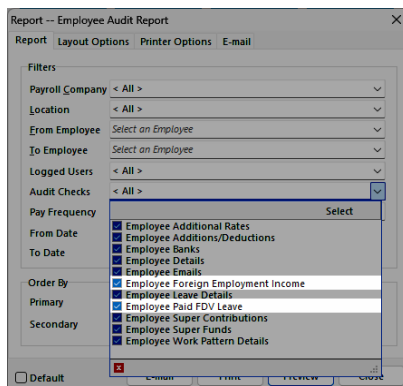 Report -- Employee Audit Report
Report Layout Options Printer Options E-mail
Filters
Payroll Company < All >
Location < All >
From Employee Select an Employee
To Employee Select an Employee
Logged Users < All >
Audit Checks < All >
Pay Frequency Select
From Date
To Date
Employee Additional Rates
Employee Additions/Deductions
Employee Banks
Employee Details
Employee Emails
Employee Foreign Employment Income
Employee Leave Details
Employee Paid FDV Leave
Employee Super Contributions
Employee Super Funds
Employee Work Pattern Details
Order By
Primary
Secondary
Default E-mail Print Preview Close